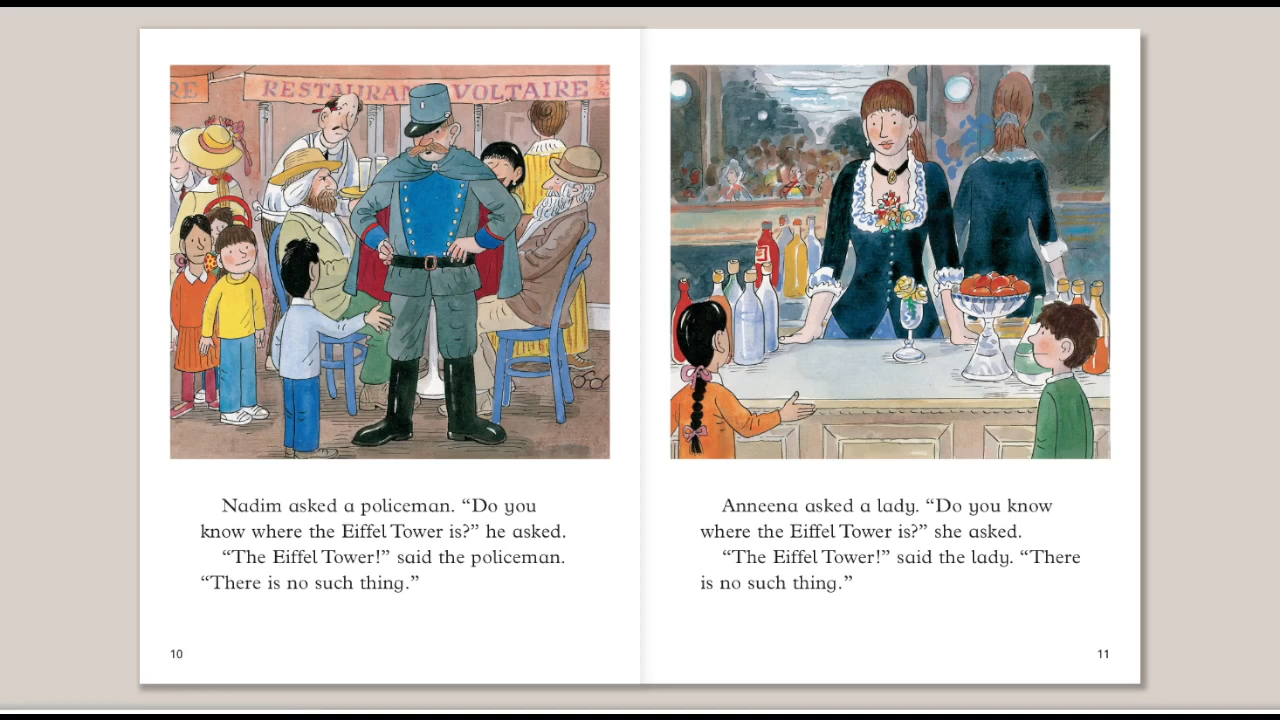 RE
RESTAURAN VOLTAIRE
Nadim asked a policeman. “Do you
know where the Eiffel Tower is?” he asked.
“The Eiffel Tower!” said the policeman.
“There is no such thing.”
10
Anneena asked a lady. “Do you know
where the Eiffel Tower is?” she asked.
“The Eiffel Tower!” said the lady. “There
is no such thing.”
11